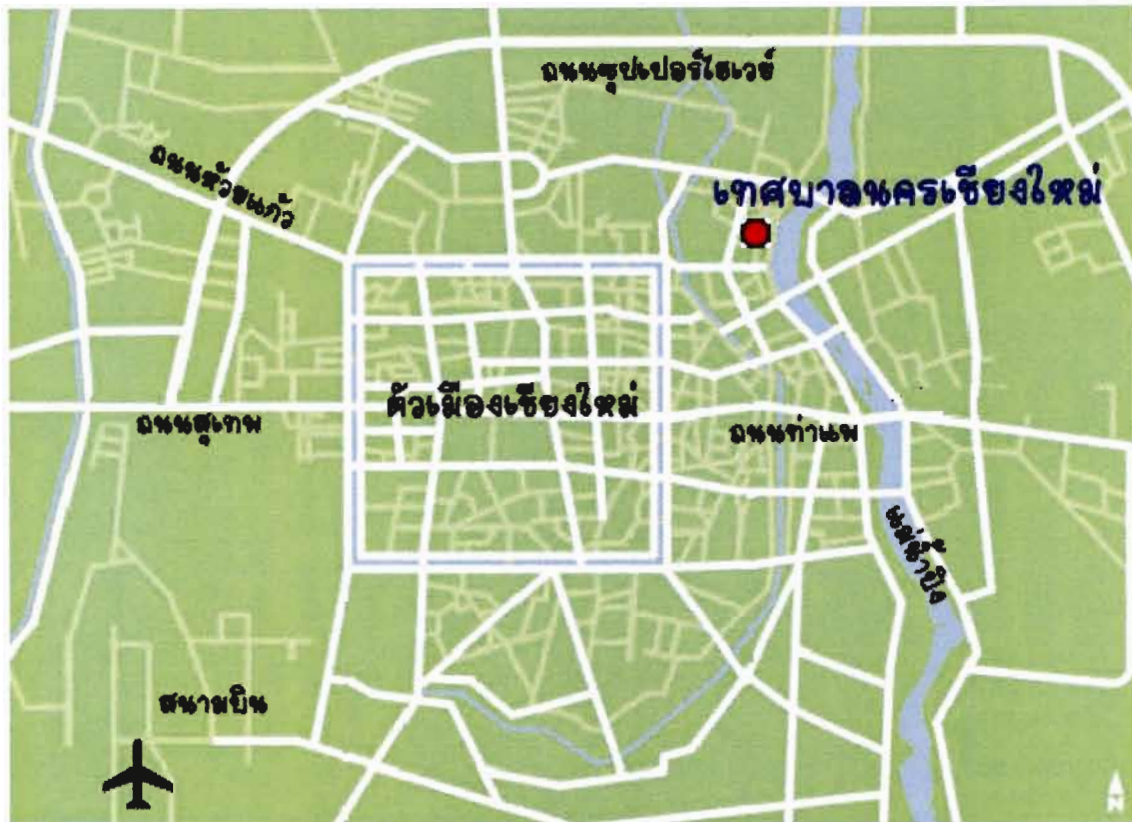 ถนนซุปเปอร์ไฮเวย์
ถนนห้วยแก้ว
เทศบาลนครเชียงใหม่
ตัวเมืองเชียงใหม่
ถนนสุเทพ
ถนนท่าแพ
แม่น้ำปิง
สนามบิน
N